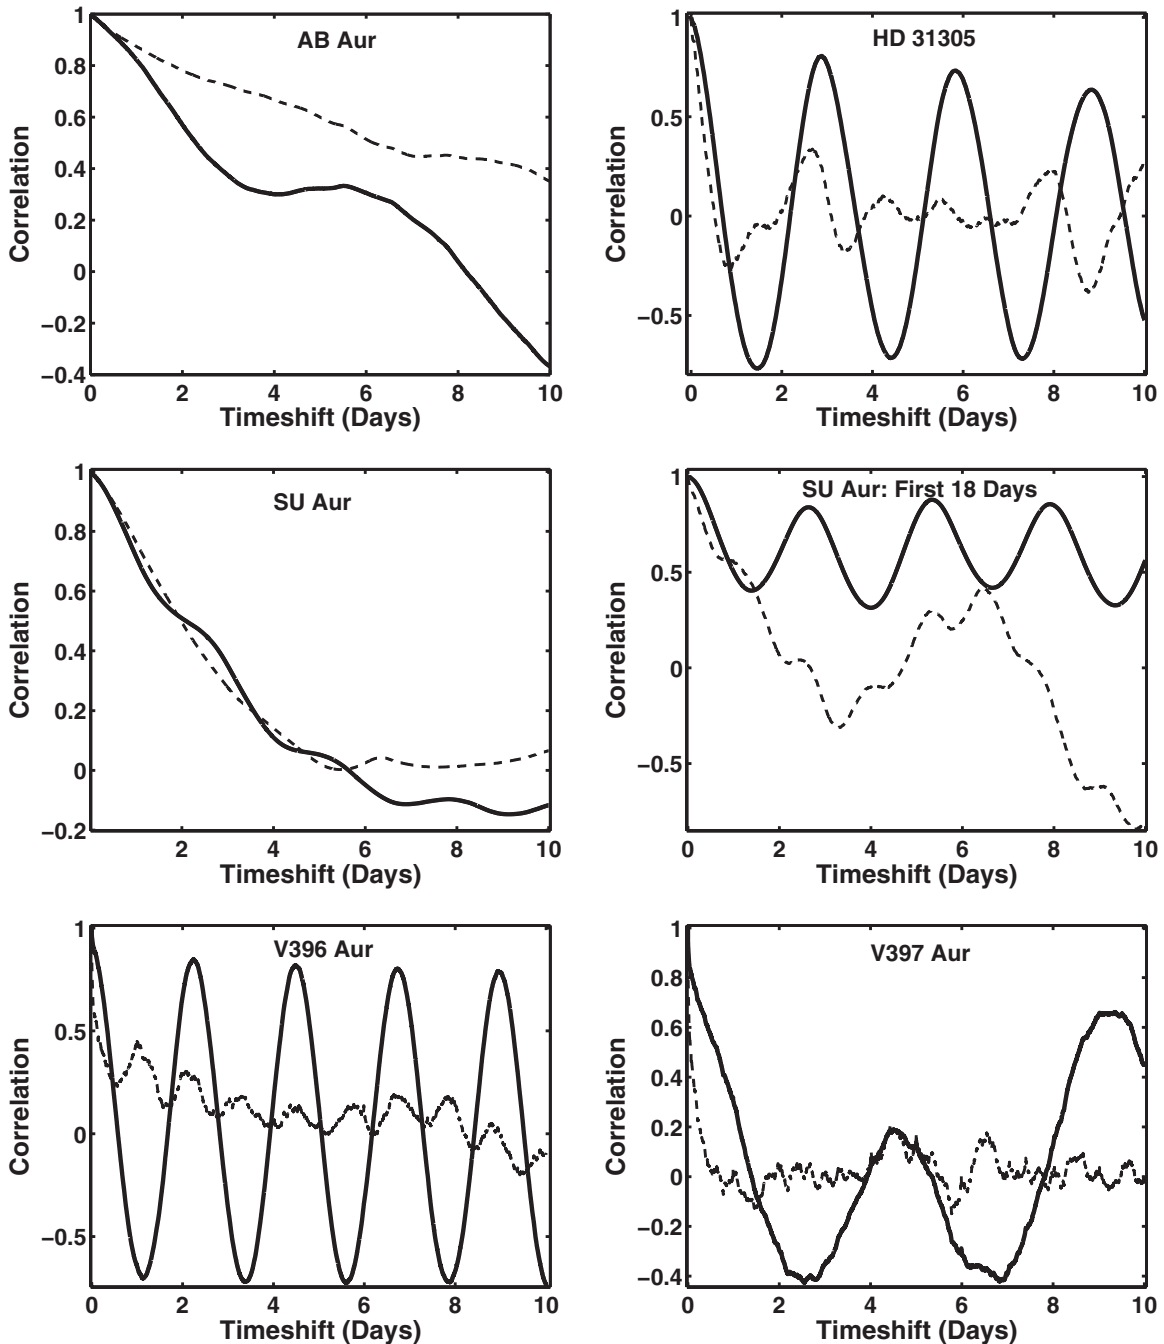 AB Aur
Correlation
1
0.8
0.6
0.4
0.2
0
−0.2
−0.4
0 2 4 6 8 10
Timeshift (Days)
HD 31305
Correlation
1
0.5
0
−0.5
0 2 4 6 8 10
Timeshift (Days)
SU Aur
Correlation
1
0.8
0.6
0.4
0.2
0
−0.2
2 4 6 8 10
Timeshift (Days)
SU Aur: First 18 Days
Correlation
1
0.5
0
−0.5
0 2 4 6 8 10
Timeshift (Days)
V396 Aur
Correlation
1
0.5
0
−0.5
0 2 4 6 8 10
Timeshift (Days)
V397 Aur
Correlation
1
0.8
0.6
0.4
0.2
0
−0.2
−0.4
0 2 4 6 8 10
Timeshift (Days)